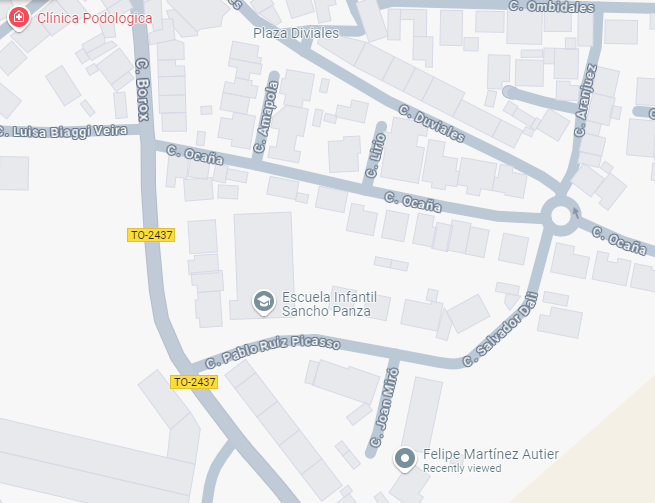 C. Ombidales
Clínica Podologica
Plaza Diviales
C. Borox
C. Amapola
C. Duviales
C. Aranjuez
C. Luisa Biaggi Veira
C. Lirio
C. Ocaña
C. Ocaña
C. Ocaña
TO-2437
Escuela Infantil
Sancho Panza
C. Salvador Dalí
C. Pablo Ruiz Picasso
TO-2437
C. Joan Miró
Felipe Martínez Autier
Recently viewed